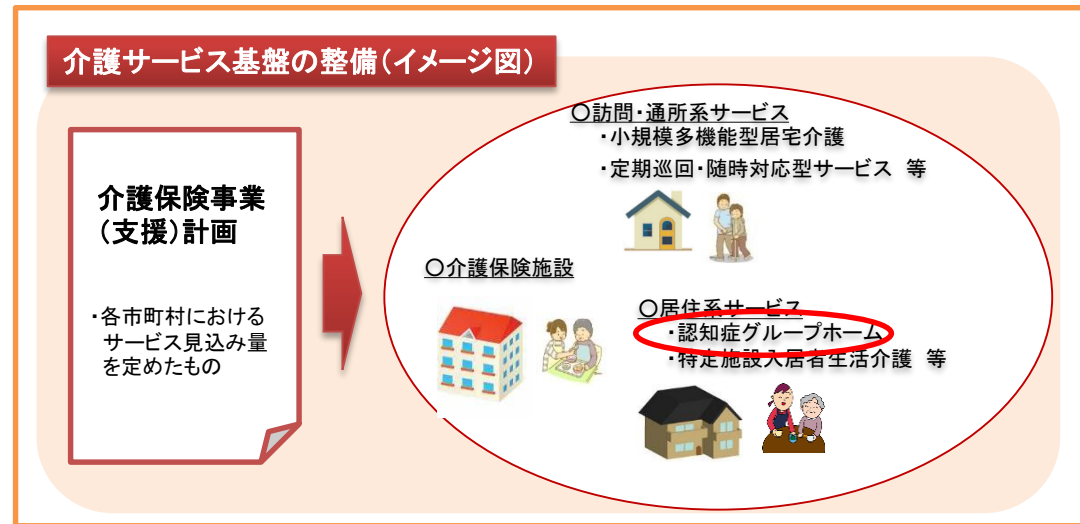 介護サービス基盤の整備(イメージ図)
介護保険事業
(支援)計画
・各市町村における
サービス見込み量
を定めたもの
〇訪問・通所系サービス
・小規模多機能型居宅介護
・定期巡回・随時対応型サービス 等
〇介護保険施設
〇居住系サービス
・認知症グループホーム
・特定施設入居者生活介護 等